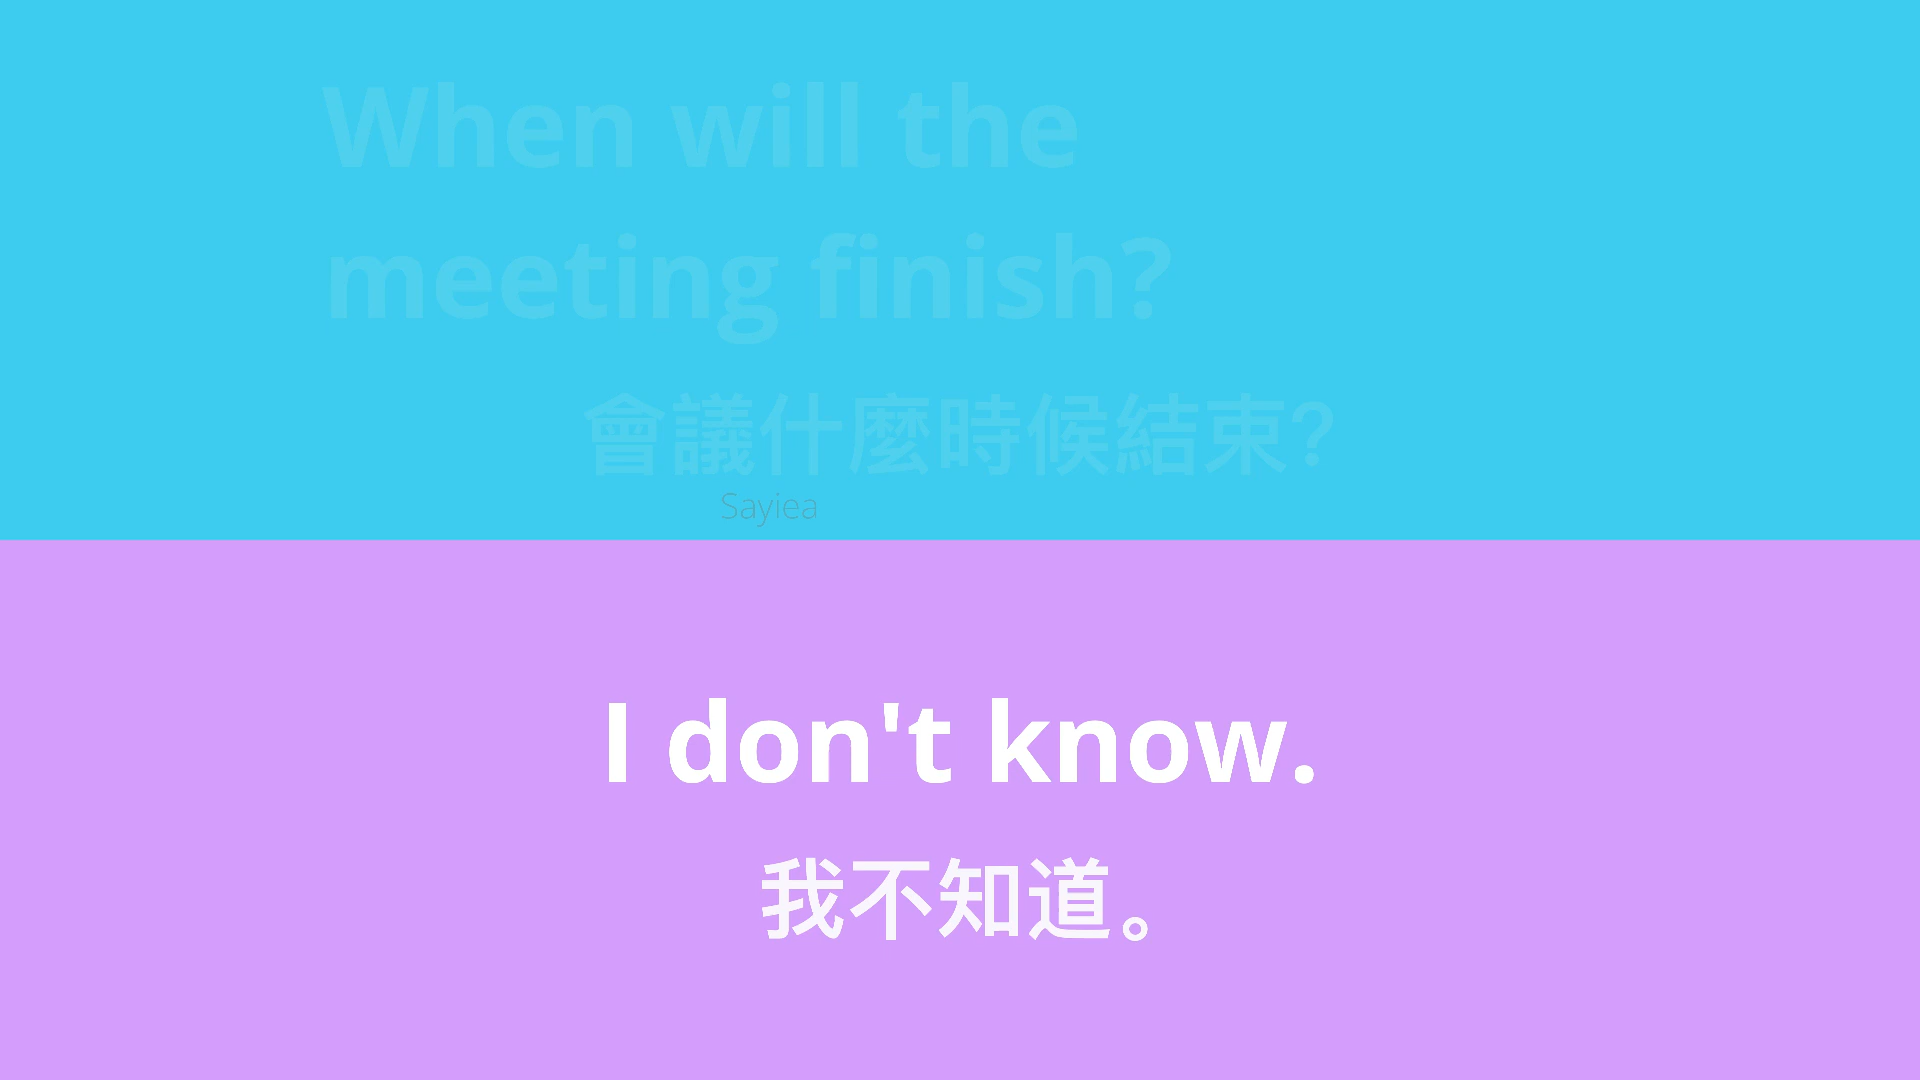 When will the
meeting finish?
會議什麼時候結束?
Sayiea
I don't know.
我不知道。